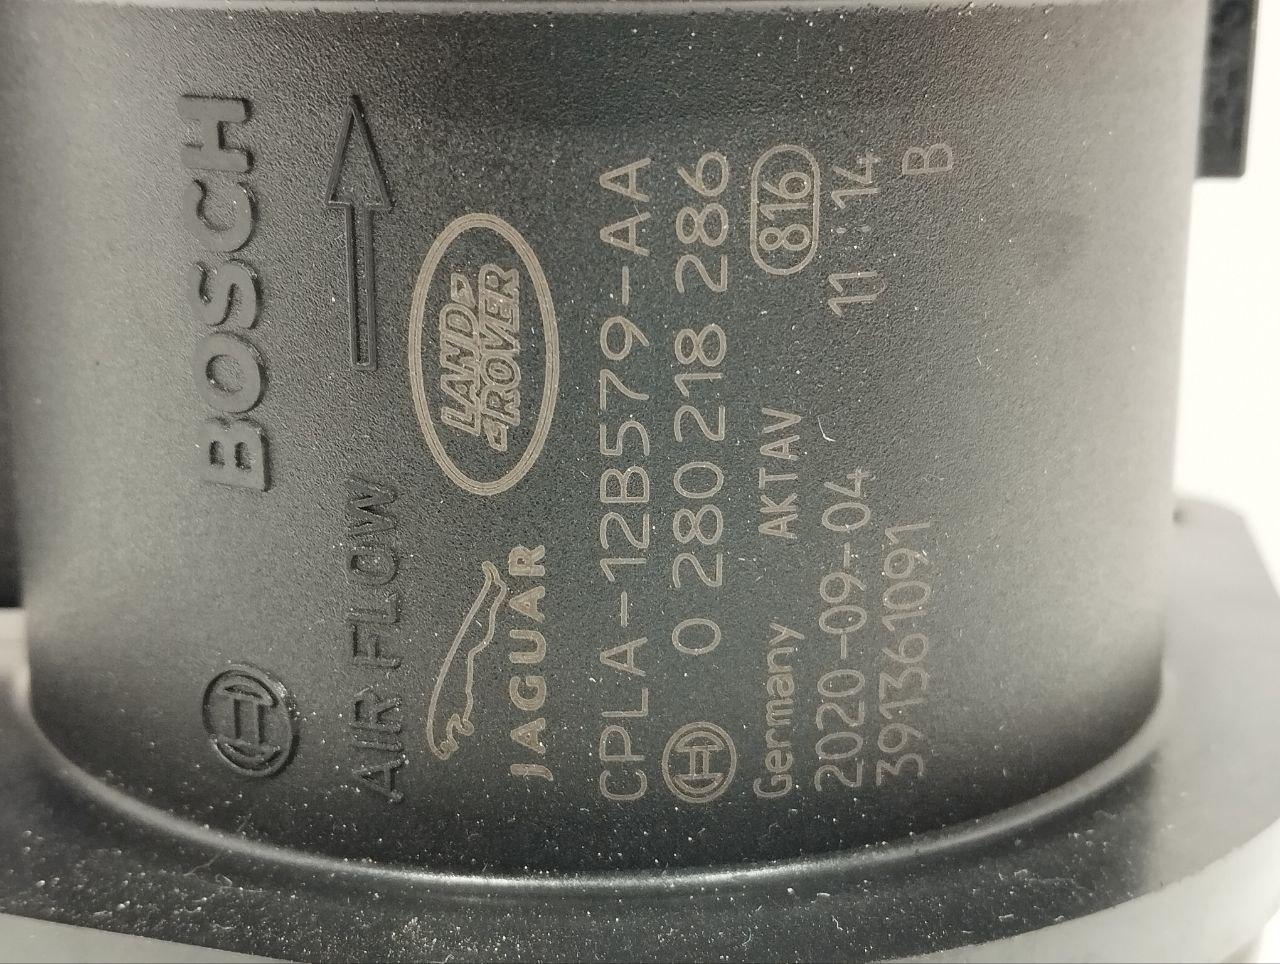 BOSCH
AIR FLOW
JAGUAR
LAND
ROVER
CPLA-12B579-AA
0 280 218 286
Germany AKTAV 816
2020-09-04 11:14
391361091 B